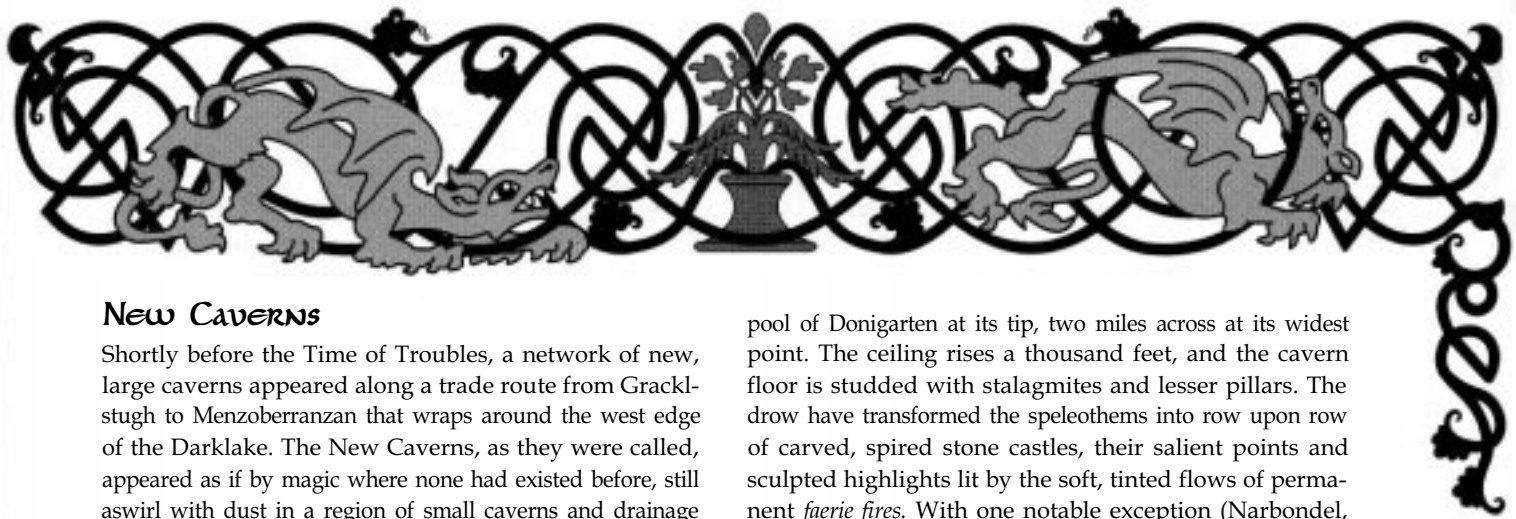 New Caverns
Shortly before the Time of Troubles, a network of new,
large caverns appeared along a trade route from Grackl-
stugh to Menzoberranzan that wraps around the west edge
of the Darklake. The New Caverns, as they were called,
appeared as if by magic where none had existed before, still
aswirl with dust in a region of small caverns and drainage
pool of Donigarten at its tip, two miles across at its widest
point. The ceiling rises a thousand feet, and the cavern
floor is studded with stalagmites and lesser pillars. The
drow have transformed the speleothems into row upon row
of carved, spired stone castles, their salient points and
sculpted highlights lit by the soft, tinted flows of perma-
nent faerie fires. With one notable exception (Narbondel,